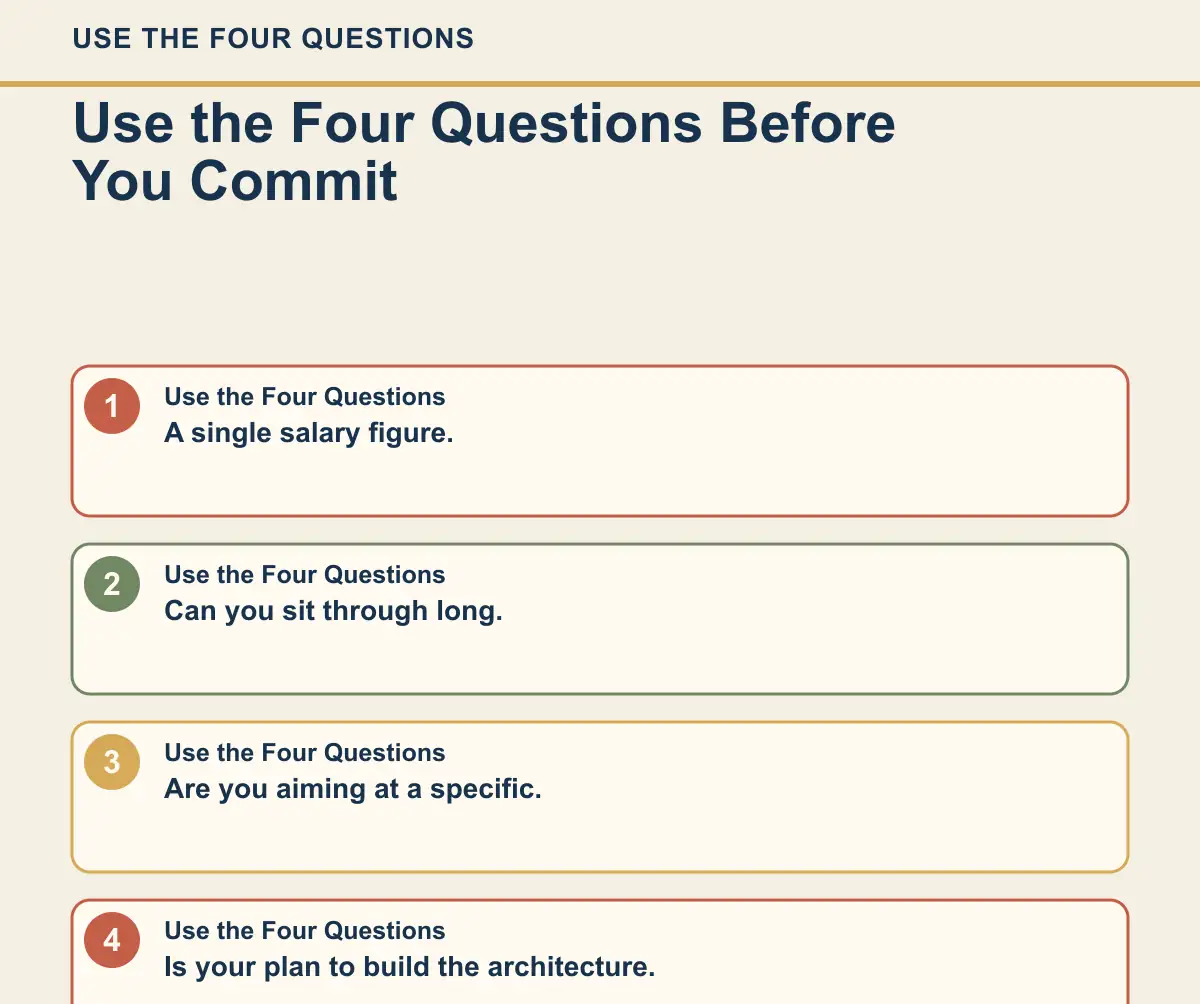 USE THE FOUR QUESTIONS
Use the Four Questions Before
You Commit
1
Use the Four Questions
A single salary figure.
2
Use the Four Questions
Can you sit through long.
3
Use the Four Questions
Are you aiming at a specific.
4
Use the Four Questions
Is your plan to build the architecture.